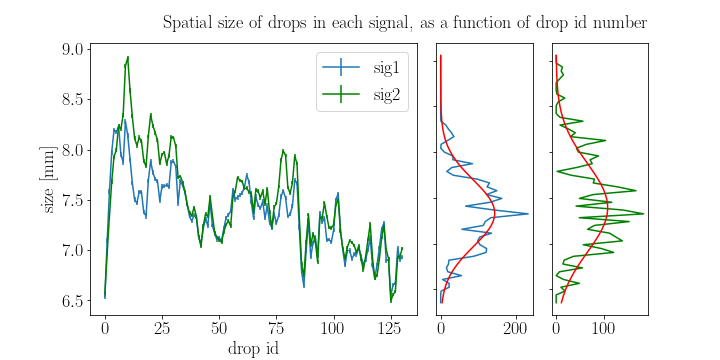 Spatial size of drops in each signal, as a function of drop id number
9.0
8.5
8.0
7.5
7.0
6.5
size [mm]
sig1
sig2
0 25 50 75 100 125
0 200
0 100
drop id